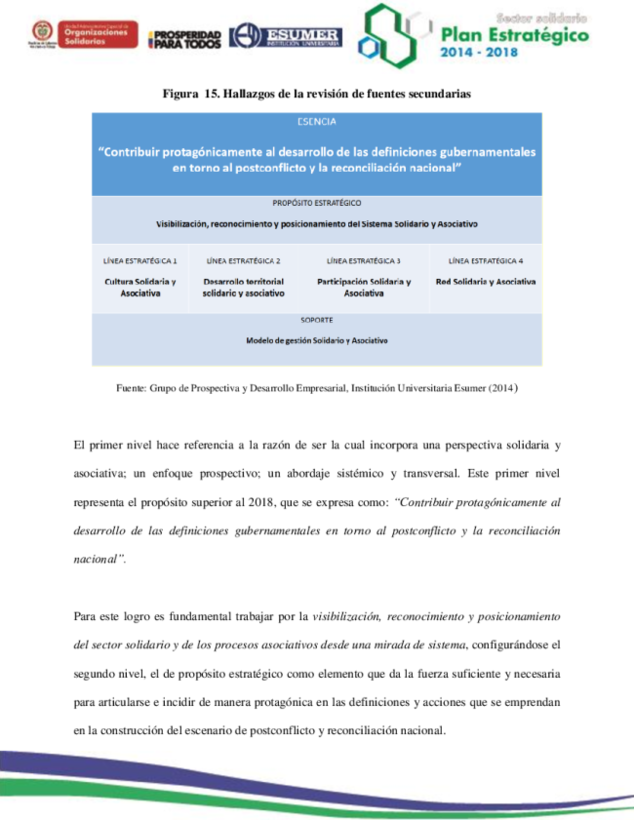 Unidad Administrativa Especial de
Organizaciones
Solidarias
PROSPERIDAD
PARA TODOS
ESUMER
INSTITUCIÓN UNIVERSITARIA
Sector solidario
Plan Estratégico
2014 - 2018
Figura 15. Hallazgos de la revisión de fuentes secundarias
ESENCIA
“Contribuir protagónicamente al desarrollo de las definiciones gubernamentales
en torno al postconflicto y la reconciliación nacional”
PROPÓSITO ESTRATÉGICO
Visibilización, reconocimiento y posicionamiento del Sistema Solidario y Asociativo
LÍNEA ESTRATÉGICA 1
Cultura Solidaria y
Asociativa
LÍNEA ESTRATÉGICA 2
Desarrollo territorial
solidario y asociativo
LÍNEA ESTRATÉGICA 3
Participación Solidaria y
Asociativa
LÍNEA ESTRATÉGICA 4
Red Solidaria y Asociativa
SOPORTE
Modelo de gestión Solidario y Asociativo
Fuente: Grupo de Prospectiva y Desarrollo Empresarial, Institución Universitaria Esumer (2014)
El primer nivel hace referencia a la razón de ser la cual incorpora una perspectiva solidaria y
asociativa; un enfoque prospectivo; un abordaje sistémico y transversal. Este primer nivel
representa el propósito superior al 2018, que se expresa como: “Contribuir protagónicamente al
desarrollo de las definiciones gubernamentales en torno al postconflicto y la reconciliación
nacional”.
Para este logro es fundamental trabajar por la visibilización, reconocimiento y posicionamiento
del sector solidario y de los procesos asociativos desde una mirada de sistema, configurándose el
segundo nivel, el de propósito estratégico como elemento que da la fuerza suficiente y necesaria
para articularse e incidir de manera protagónica en las definiciones y acciones que se emprendan
en la construcción del escenario de postconflicto y reconciliación nacional.